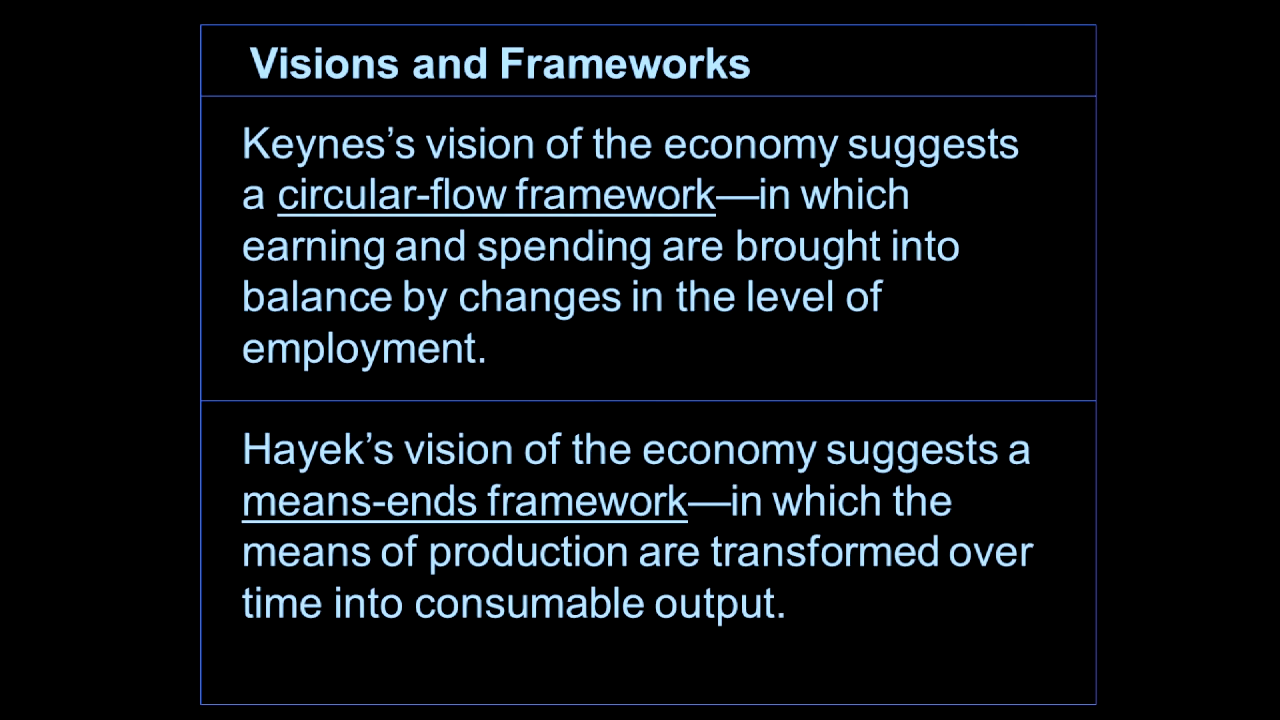 Visions and Frameworks
Keynes’s vision of the economy suggests
a circular-flow framework—in which
earning and spending are brought into
balance by changes in the level of
employment.
Hayek’s vision of the economy suggests a
means-ends framework—in which the
means of production are transformed over
time into consumable output.